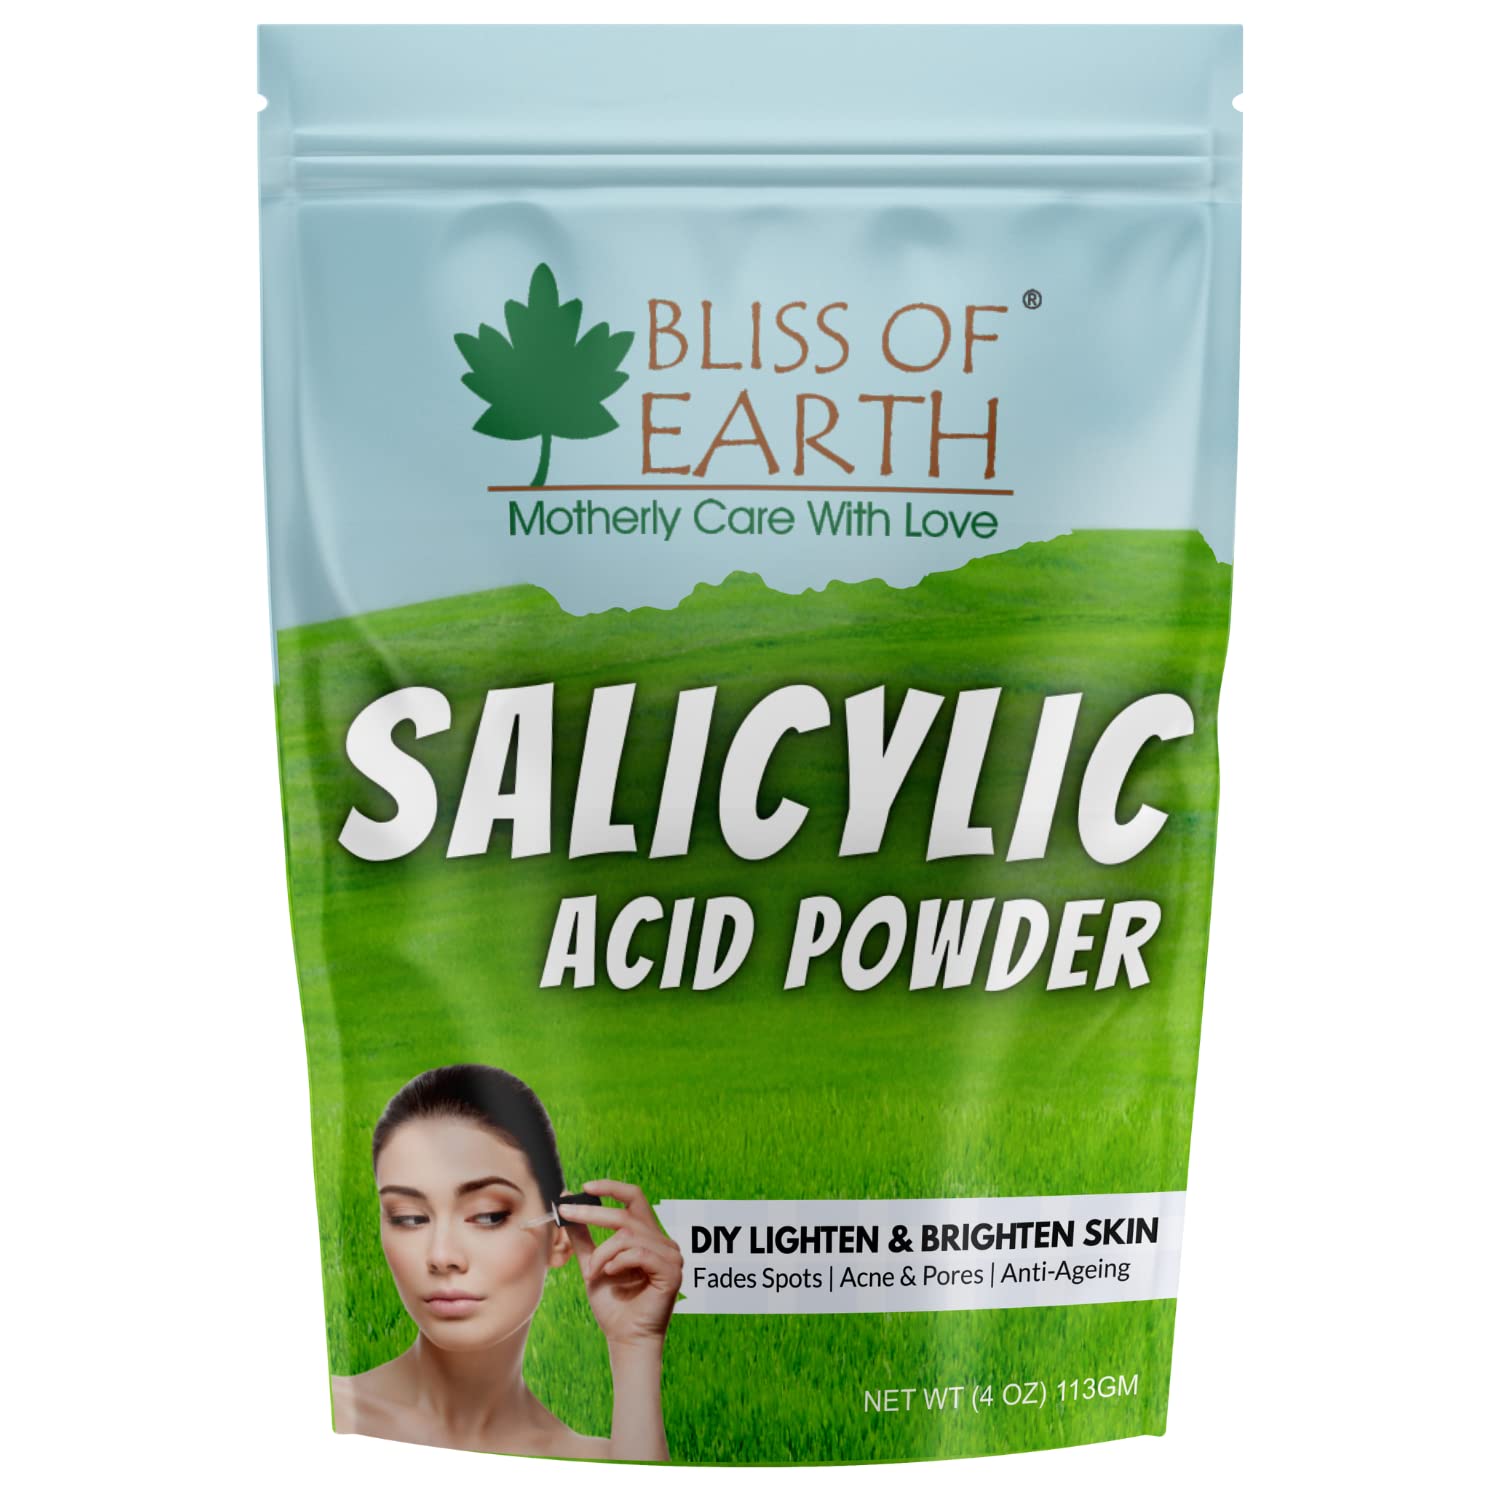 BLISS OF ®
EARTH
Motherly Care With Love
SALICYLIC
ACID POWDER
DIY LIGHTEN & BRIGHTEN SKIN
Fades Spots | Acne & Pores | Anti-Ageing
NET WT (4 OZ) 113GM